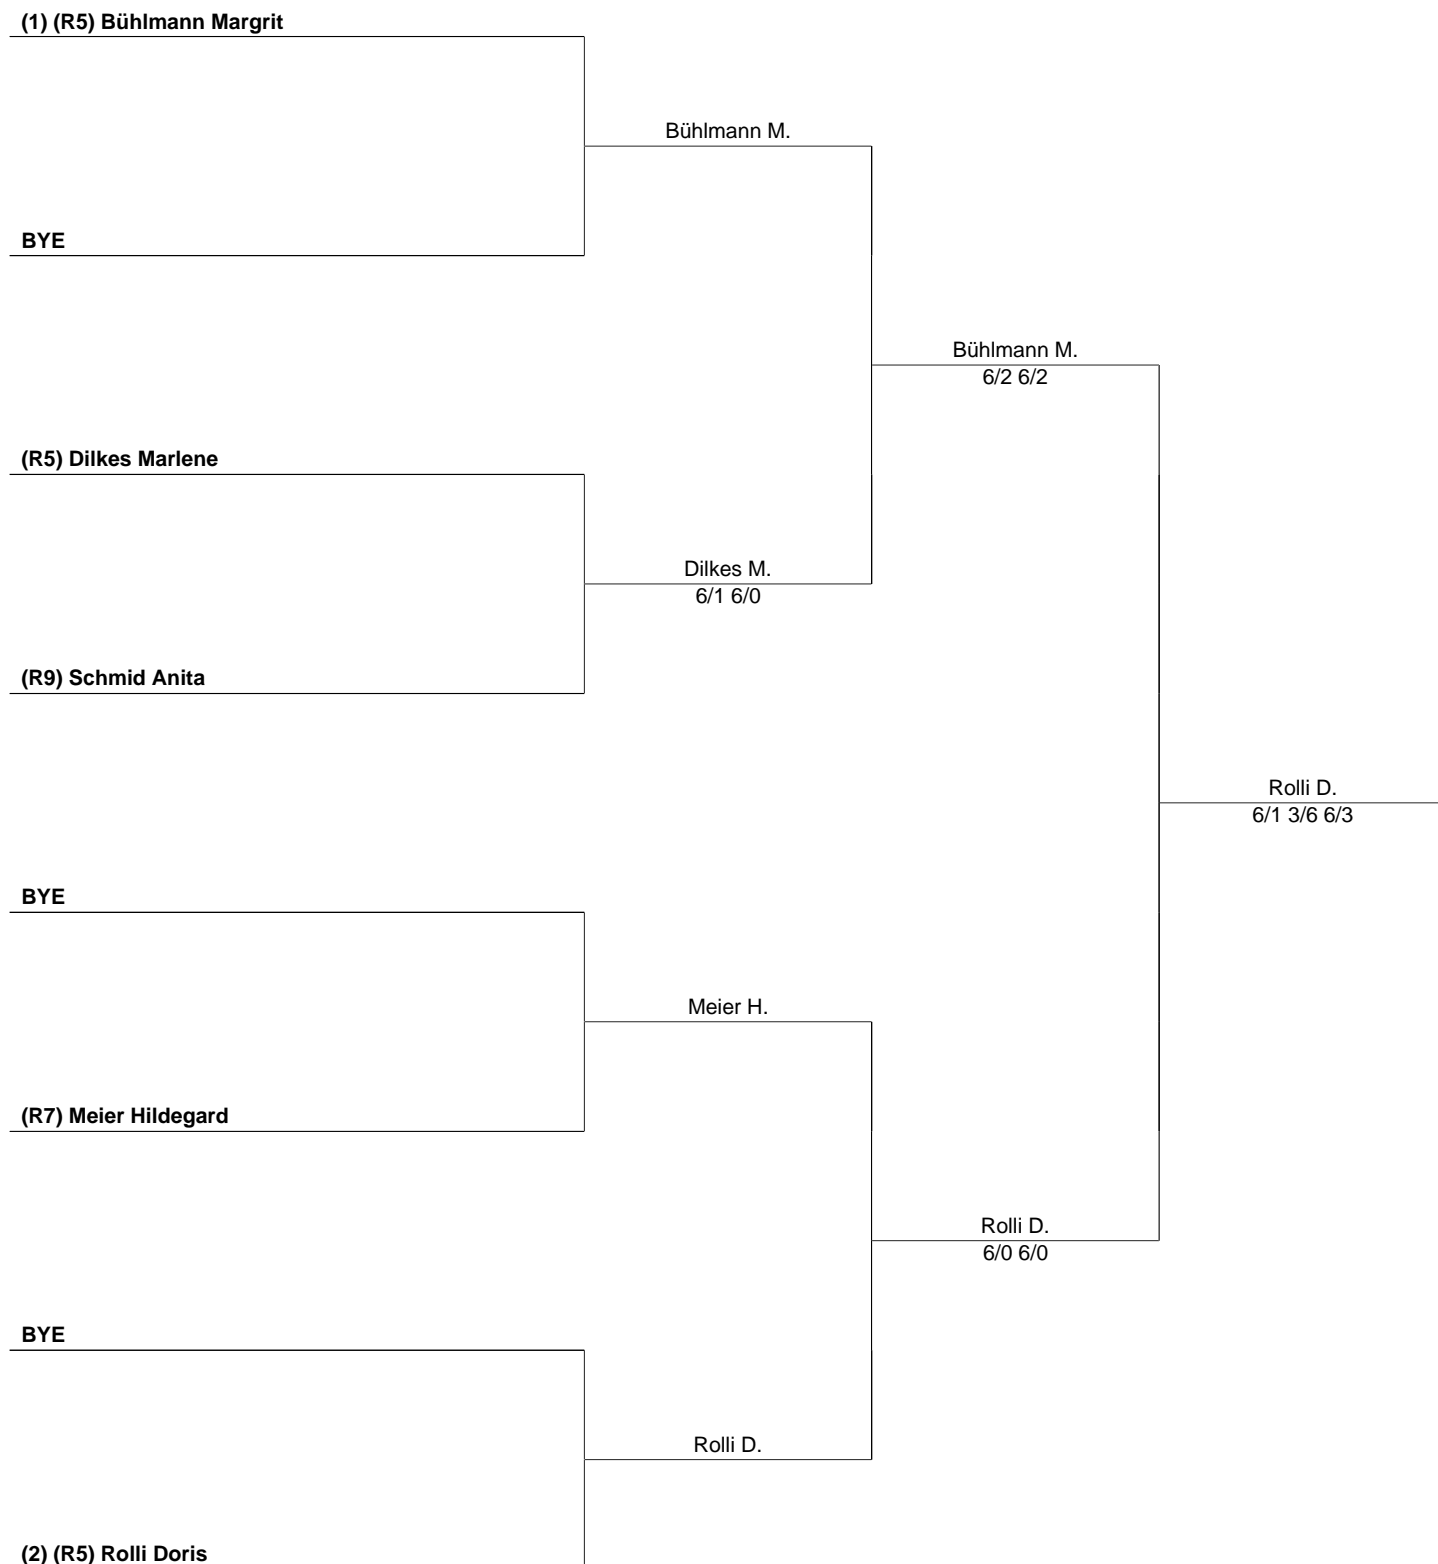 (1) (R5) Bühlmann Margrit
Bühlmann M.
BYE
Bühlmann M.
6/2 6/2
(R5) Dilkes Marlene
Dilkes M.
6/1 6/0
(R9) Schmid Anita
Rolli D.
6/1 3/6 6/3
BYE
Meier H.
(R7) Meier Hildegard
Rolli D.
6/0 6/0
BYE
Rolli D.
(2) (R5) Rolli Doris